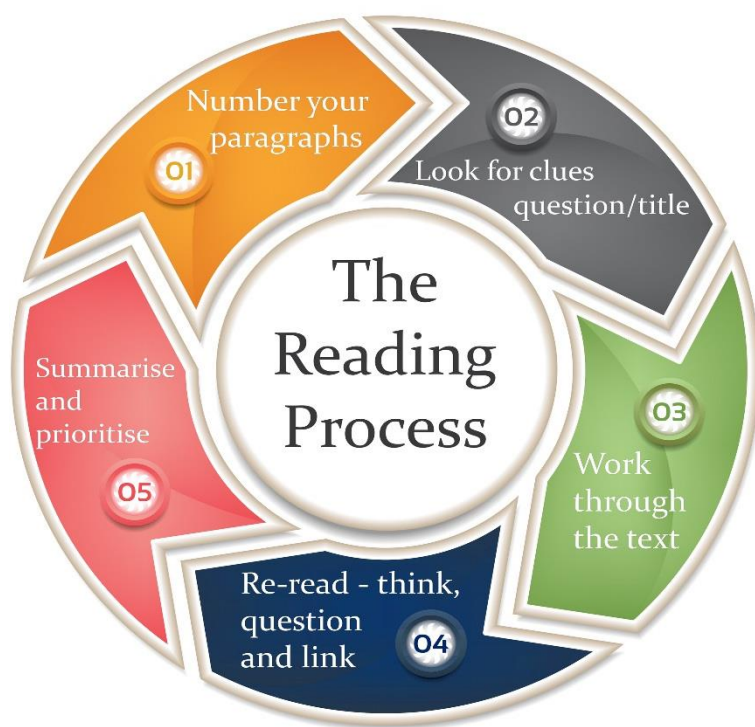 The
Reading
Process
01
Number your
paragraphs
02
Look for clues
question/title
03
Work
through
the text
04
Re-read - think,
question
and link
05
Summarise
and
prioritise